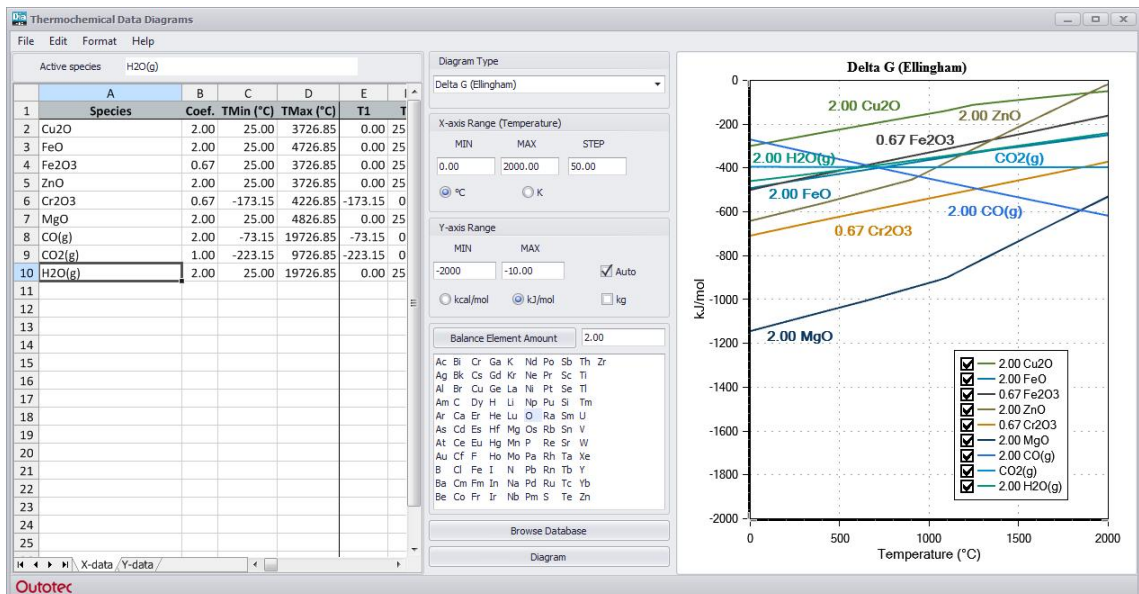 Thermochemical Data Diagrams
File Edit Format Help
Active species H2O(g)
A B C D E
1 Species Coef. TMin (°C) TMax (°C) T1 T
2 Cu2O 2.00 25.00 3726.85 0.00 25
3 FeO 2.00 25.00 4726.85 0.00 25
4 Fe2O3 0.67 25.00 3726.85 0.00 25
5 ZnO 2.00 25.00 3726.85 0.00 25
6 Cr2O3 0.67 -173.15 4226.85 -173.15 0
7 MgO 2.00 25.00 4826.85 0.00 25
8 CO(g) 2.00 -73.15 19726.85 -73.15 0
9 CO2(g) 1.00 -223.15 9726.85 -223.15 0
10 H2O(g) 2.00 25.00 19726.85 0.00 25
11
12
13
14
15
16
17
18
19
20
21
22
23
24
25
X-data Y-data
Outotec
Diagram Type
Delta G (Ellingham)
X-axis Range (Temperature)
MIN MAX STEP
0.00 2000.00 50.00
°C K
Y-axis Range
MIN MAX
-2000 -10.00 Auto
kcal/mol kJ/mol kg
Balance Element Amount 2.00
Ac Bi Cr Ga K Nd Po Sb Th Zr
Ag Bk Cs Gd Kr Ne Pr Sc Ti
Al Br Cu Ge La Ni Pt Se Tl
Am C Dy H Li Np Pu Si Tm
Ar Ca Er He Lu O Ra Sm U
As Cd Es Hf Mg Os Rb Sn V
At Ce Eu Hg Mn P Re Sr W
Au Cf F Ho Mo Pa Rh Ta Xe
B Cl Fe I N Pb Rn Tb Y
Ba Cm Fm In Na Pd Ru Tc Yb
Be Co Fr Ir Nb Pm S Te Zn
Browse Database
Diagram
Delta G (Ellingham)
0
-200
-400
-600
-800
-1000
-1200
-1400
-1600
-1800
-2000
kJ/mol
2.00 Cu2O
2.00 ZnO
0.67 Fe2O3
2.00 H2O(g)
CO2(g)
2.00 FeO
2.00 CO(g)
0.67 Cr2O3
2.00 MgO
2.00 Cu2O
2.00 FeO
0.67 Fe2O3
2.00 ZnO
0.67 Cr2O3
2.00 MgO
2.00 CO(g)
CO2(g)
2.00 H2O(g)
0 500 1000 1500 2000
Temperature (°C)